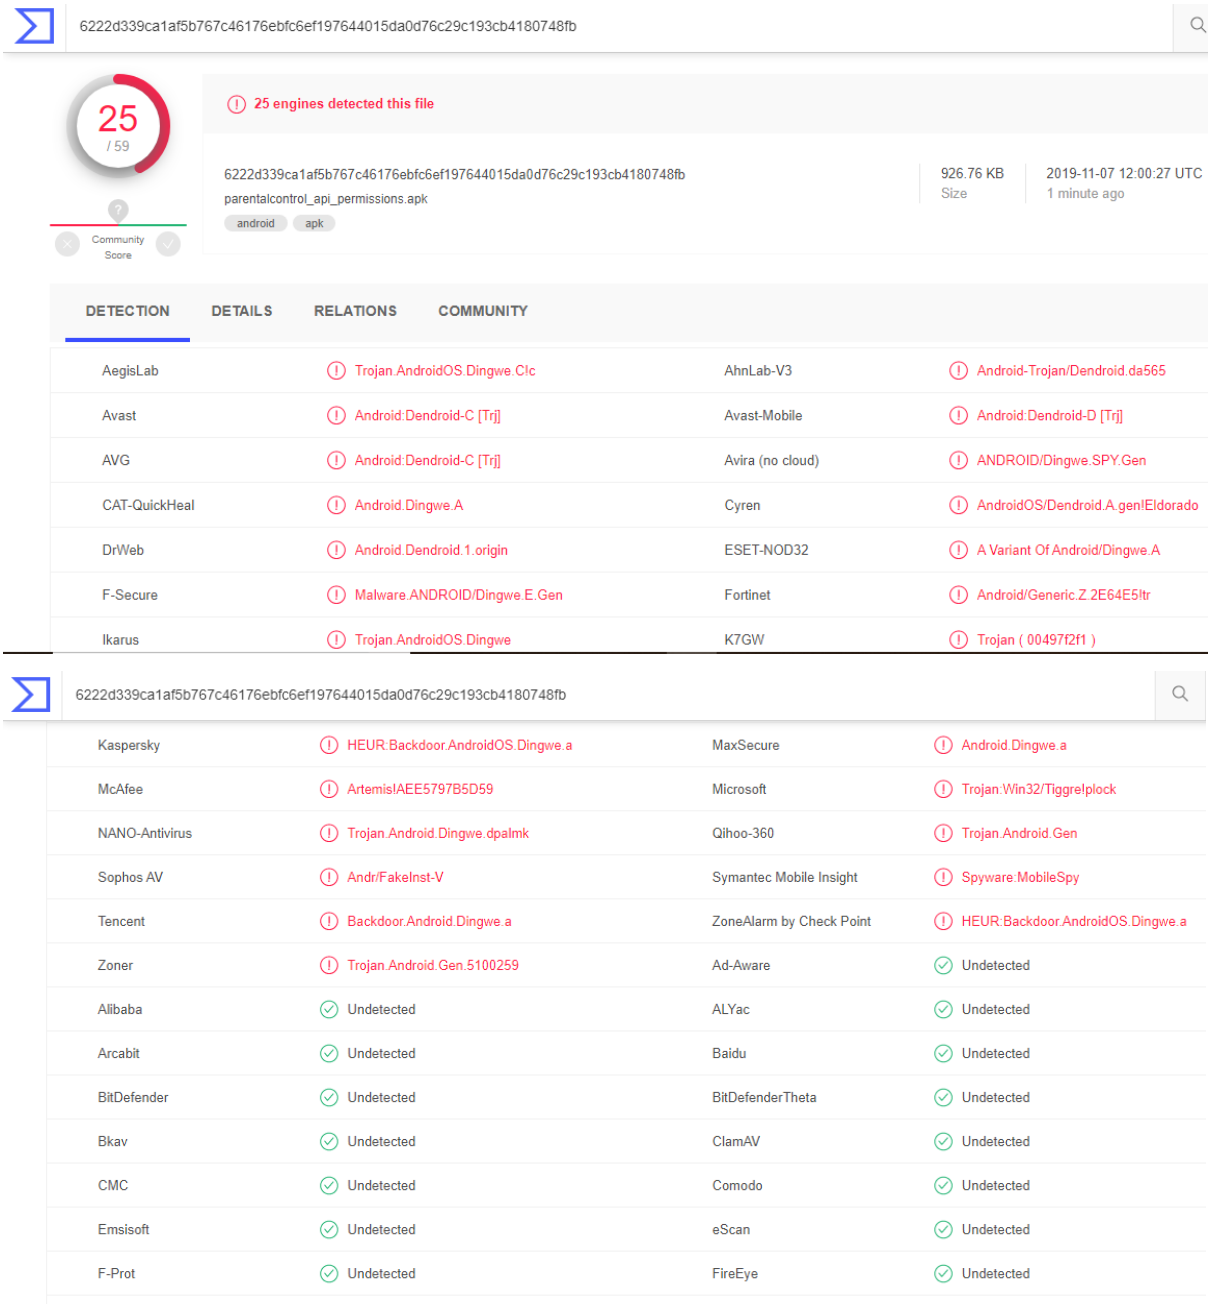 6222d339ca1af5b767c46176ebfc6ef197644015da0d76c29c193cb4180748fb
25
/ 59
25 engines detected this file
6222d339ca1af5b767c46176ebfc6ef197644015da0d76c29c193cb4180748fb
parentalcontrol_api_permissions.apk
android apk
926.76 KB
Size
2019-11-07 12:00:27 UTC
1 minute ago
?
Community
Score
DETECTION DETAILS RELATIONS COMMUNITY
AegisLab Trojan.AndroidOS.Dingwe.C!c AhnLab-V3 Android-Trojan/Dendroid.da565
Avast Android:Dendroid-C [Trj] Avast-Mobile Android:Dendroid-D [Trj]
AVG Android:Dendroid-C [Trj] Avira (no cloud) ANDROID/Dingwe.SPY.Gen
CAT-QuickHeal Android.Dingwe.A Cyren AndroidOS/Dendroid.A.gen!Eldorado
DrWeb Android.Dendroid.1.origin ESET-NOD32 A Variant Of Android/Dingwe.A
F-Secure Malware.ANDROID/Dingwe.E.Gen Fortinet Android/Generic.Z.2E64E5!tr
Ikarus Trojan.AndroidOS.Dingwe K7GW Trojan ( 00497f2f1 )
6222d339ca1af5b767c46176ebfc6ef197644015da0d76c29c193cb4180748fb
Kaspersky HEUR:Backdoor.AndroidOS.Dingwe.a MaxSecure Android.Dingwe.a
McAfee Artemis!AEE5797B5D59 Microsoft Trojan:Win32/Tiggre!plock
NANO-Antivirus Trojan.Android.Dingwe.dpalmk Qihoo-360 Trojan.Android.Gen
Sophos AV Andr/FakeInst-V Symantec Mobile Insight Spyware:MobileSpy
Tencent Backdoor.Android.Dingwe.a ZoneAlarm by Check Point HEUR:Backdoor.AndroidOS.Dingwe.a
Zoner Trojan.Android.Gen.5100259 Ad-Aware Undetected
Alibaba Undetected ALYac Undetected
Arcabit Undetected Baidu Undetected
BitDefender Undetected BitDefenderTheta Undetected
Bkav Undetected ClamAV Undetected
CMC Undetected Comodo Undetected
Emsisoft Undetected eScan Undetected
F-Prot Undetected FireEye Undetected